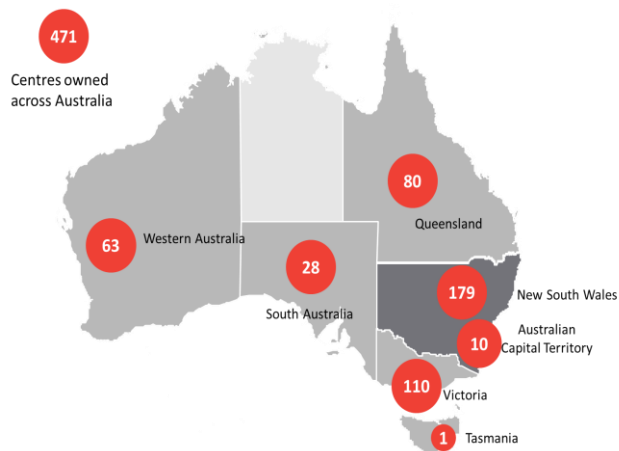 471
Centres owned
across Australia
80
Queensland
63
Western Australia
28
South Australia
179
New South Wales
10
Australian
Capital Territory
110
Victoria
1
Tasmania